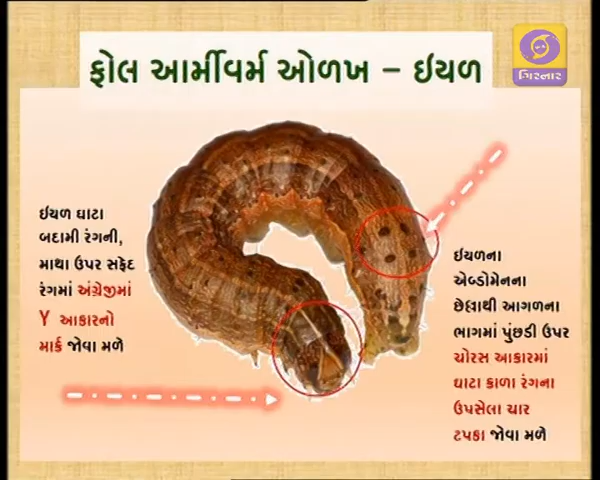 ફોલ આર્મીવર્મ ઓળખ – ઇયળ
ગિરનાર
ઇયળ ઘાટા
બદામી રંગની,
માથા ઉપર સફેદ
રંગમાં અંગ્રેજીમાં
Y આકારનો
માર્ક જોવા મળે
ઇયળના
એબ્ડોમેનના
છેલ્લાથી આગળના
ભાગમાં પુંછડી ઉપર
ચોરસ આકારમાં
ઘાટા કાળા રંગના
ઉપસેલા ચાર
ટપકા જોવા મળે